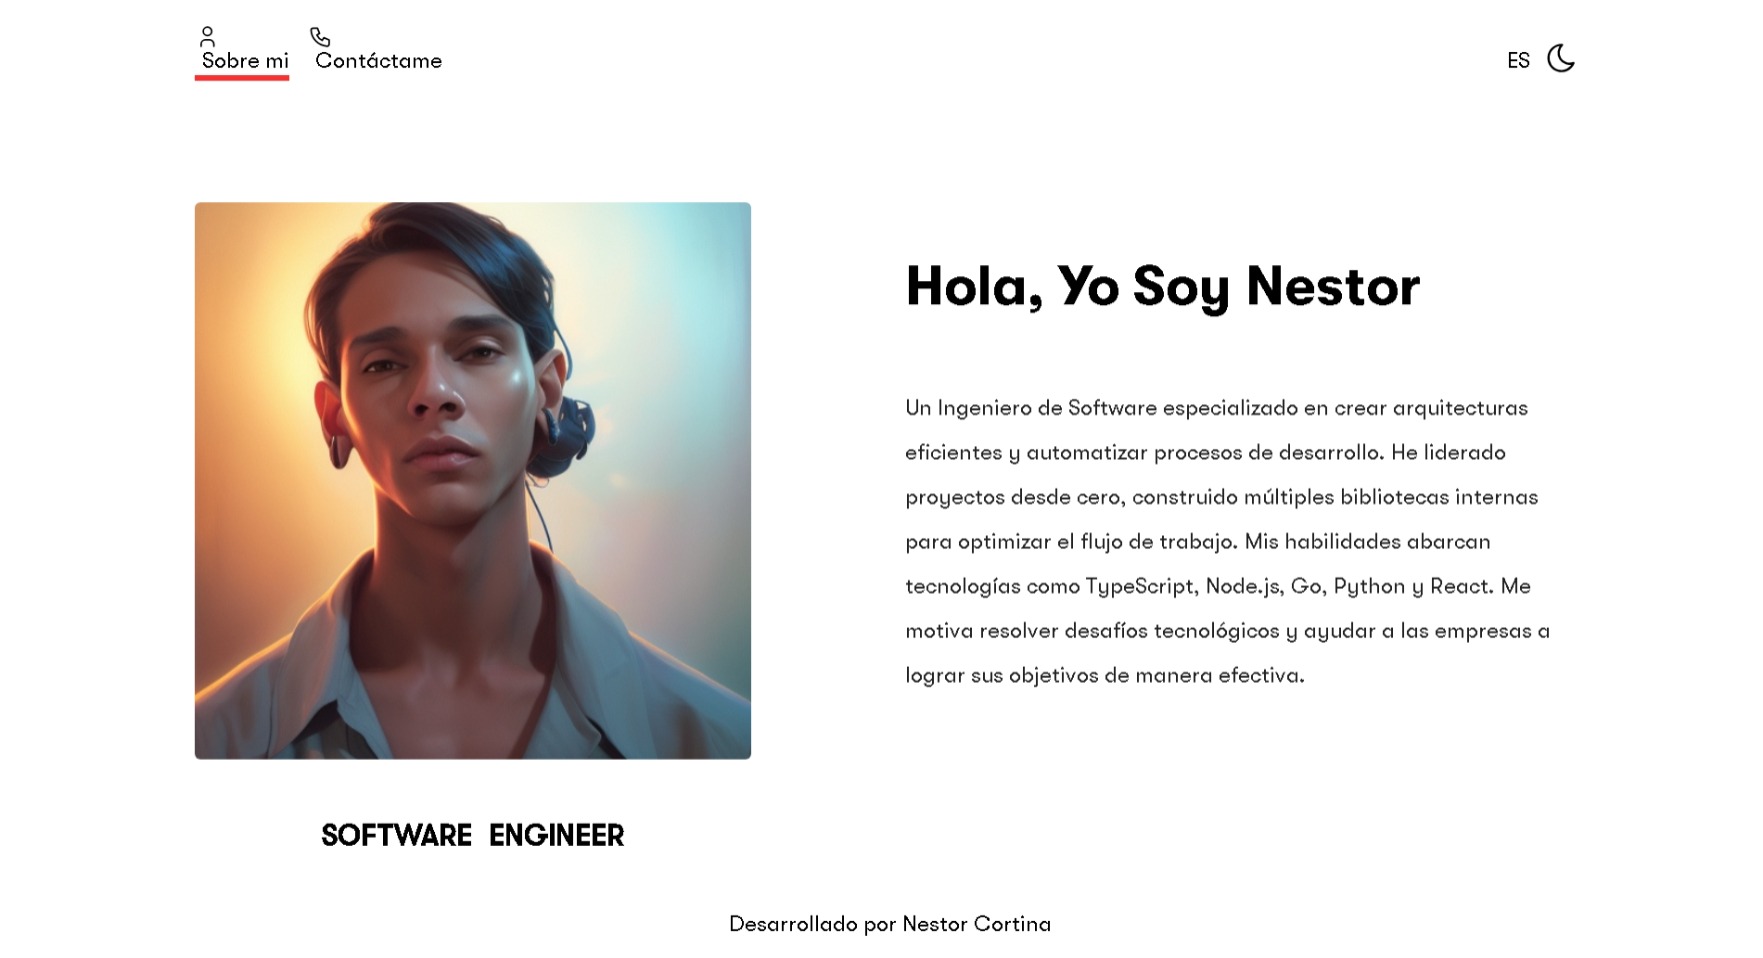 Sobre mi
Contáctame
ES
Hola, Yo Soy Nestor
Un Ingeniero de Software especializado en crear arquitecturas
eficientes y automatizar procesos de desarrollo. He liderado
proyectos desde cero, construido múltiples bibliotecas internas
para optimizar el flujo de trabajo. Mis habilidades abarcan
tecnologías como TypeScript, Node.js, Go, Python y React. Me
motiva resolver desafíos tecnológicos y ayudar a las empresas a
lograr sus objetivos de manera efectiva.
SOFTWARE ENGINEER
Desarrollado por Nestor Cortina